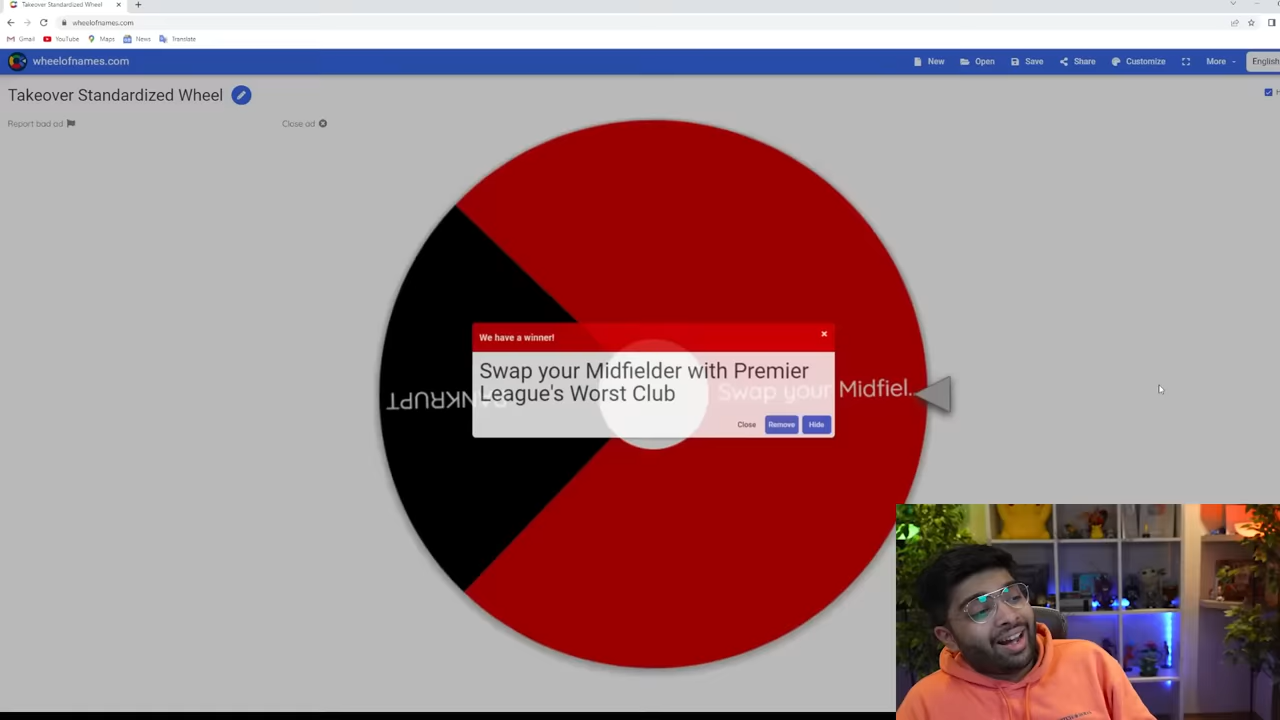 Takeover Standardized Wheel
wheelofnames.com
Gmail YouTube Maps News Translate
wheelofnames.com New Open Save Share Customize More English
Takeover Standardized Wheel
Report bad ad Close ad
We have a winner!
Swap your Midfielder with Premier
League's Worst Club
Swap your Midfiel..
Close Remove Hide